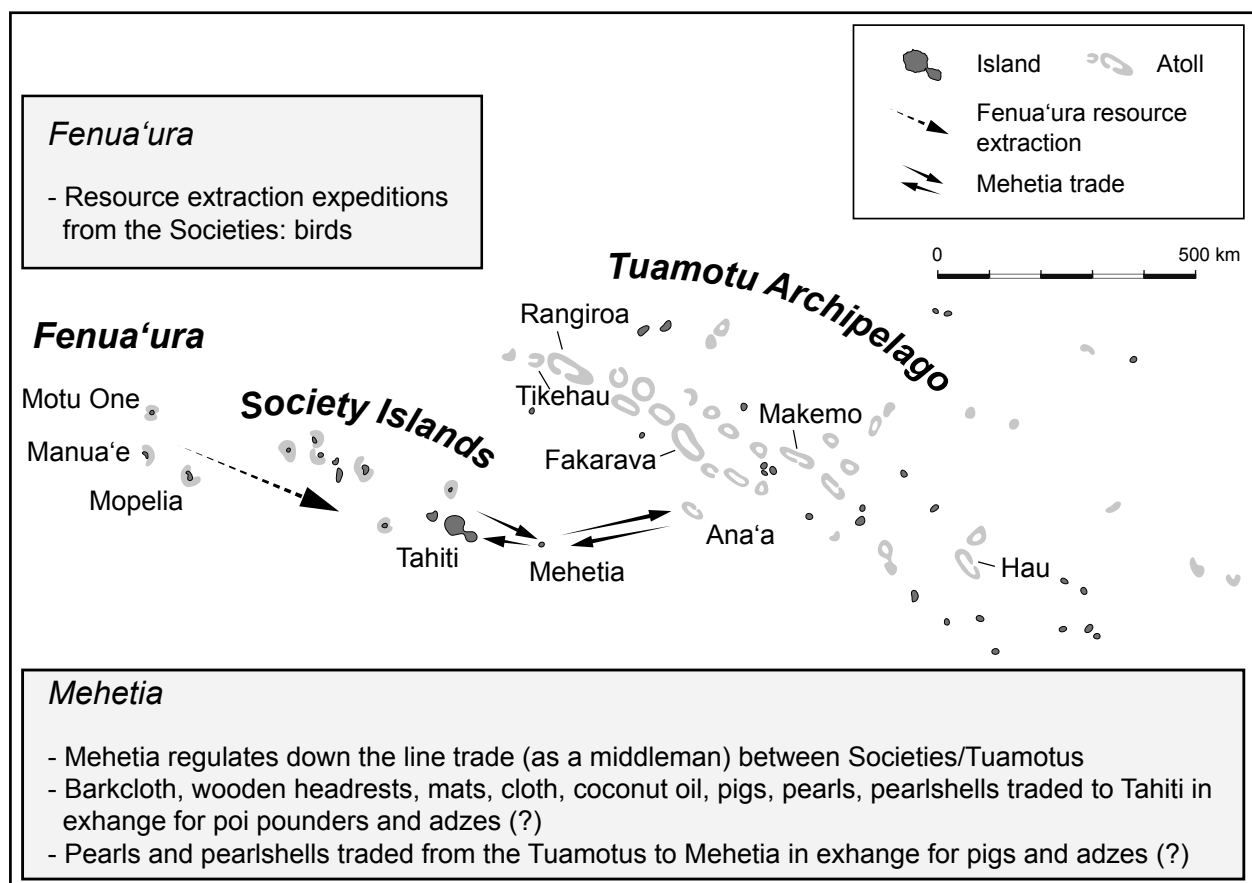 Island
Atoll
Fenua‘ura resource
extraction
Mehetia trade
Fenua‘ura
- Resource extraction expeditions
from the Societies: birds
0
500 km
Tuamotu Archipelago
Rangiroa
Fenua‘ura
Tikehau
Motu One
Society Islands
Makemo
Manua‘e
Fakarava
Mopelia
Ana‘a
Tahiti
Mehetia
Hau
Mehetia
- Mehetia regulates down the line trade (as a middleman) between Societies/Tuamotus
- Barkcloth, wooden headrests, mats, cloth, coconut oil, pigs, pearls, pearlshells traded to Tahiti in
exhange for poi pounders and adzes (?)
- Pearls and pearlshells traded from the Tuamotus to Mehetia in exhange for pigs and adzes (?)